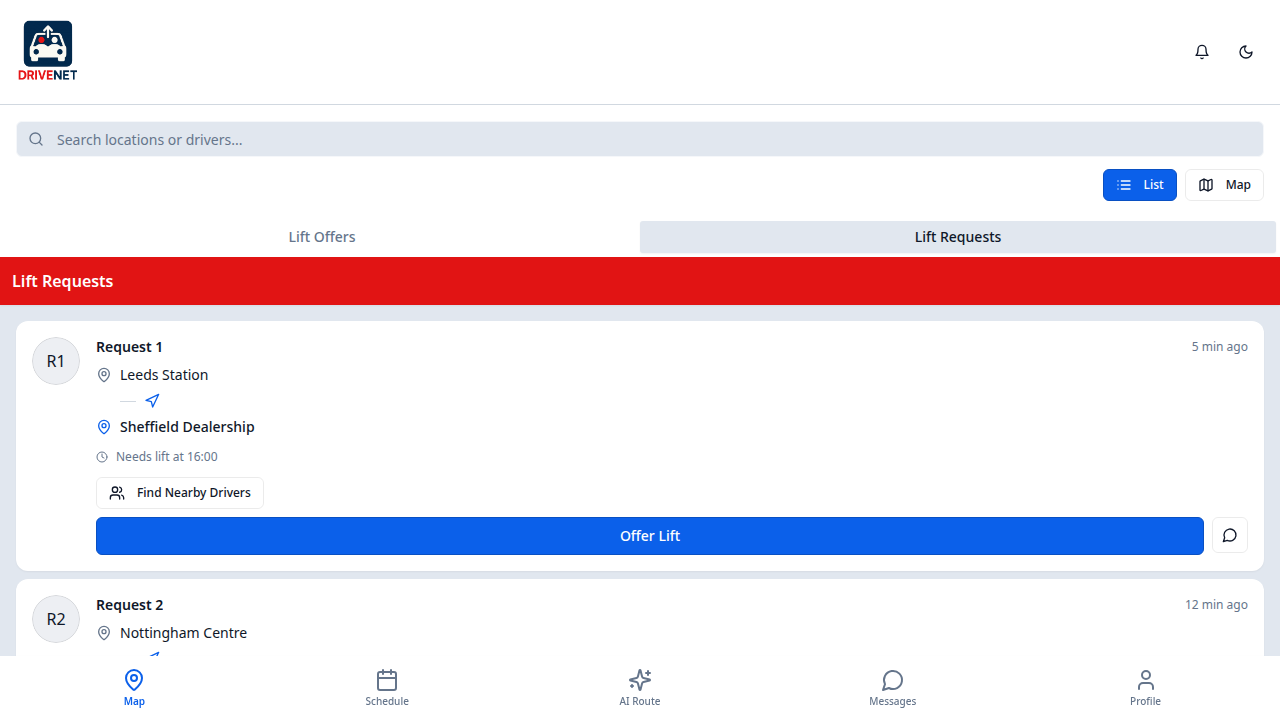 DRIVENET
Search locations or drivers...
List
Map
Lift Offers
Lift Requests
Lift Requests
R1
Request 1
5 min ago
Leeds Station
Sheffield Dealership
Needs lift at 16:00
Find Nearby Drivers
Offer Lift
R2
Request 2
12 min ago
Nottingham Centre
Map
Schedule
AI Route
Messages
Profile